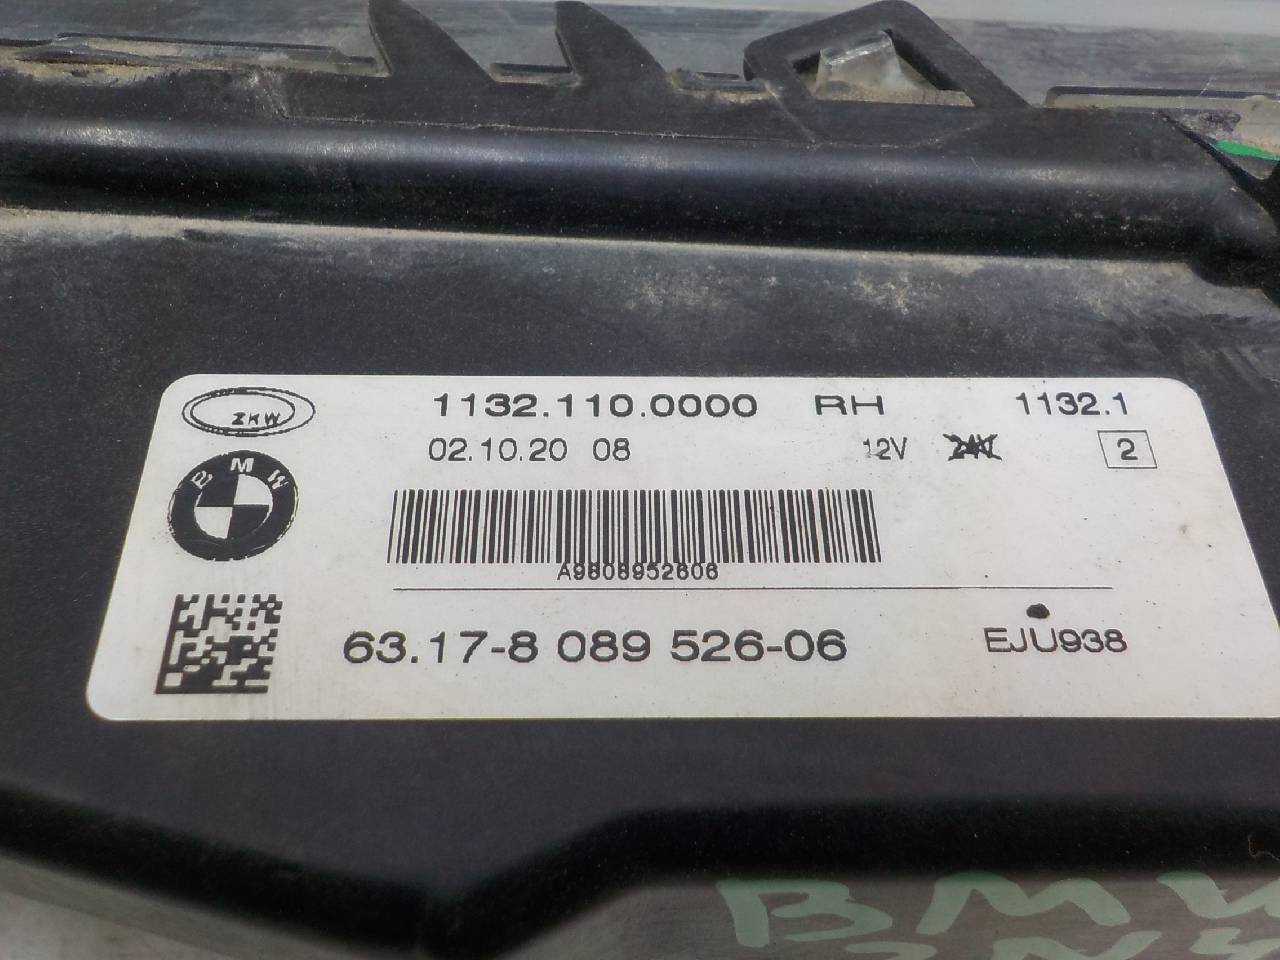 ZKW 1132.110.0000 RH 1132.1
02.10.20 08 12V 24V 2
BMW
A9808952606
63.17-8 089 526-06 EJU938
BMW